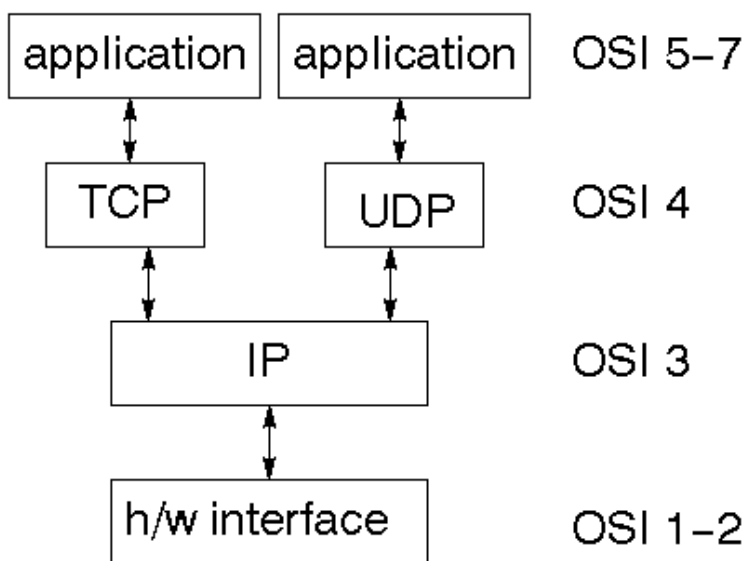 application application OSI 5–7
TCP UDP OSI 4
IP OSI 3
h/w interface OSI 1–2